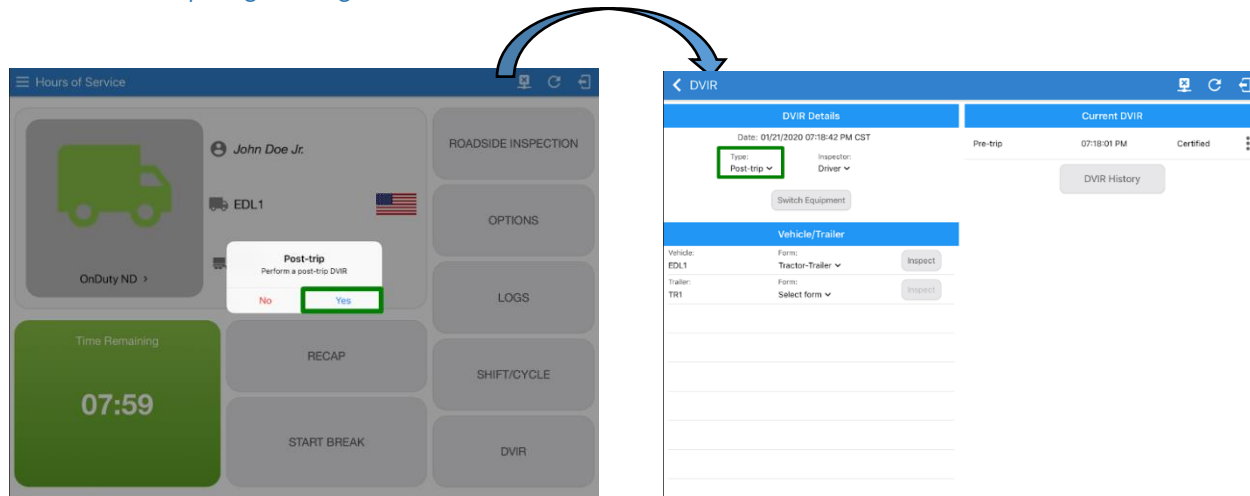 Hours of Service
John Doe Jr.
EDL1
OnDuty ND >
Post-trip
Perform a post-trip DVIR
No
Yes
Time Remaining
07:59
RECAP
START BREAK
ROADSIDE INSPECTION
OPTIONS
LOGS
SHIFT/CYCLE
DVIR
DVIR
DVIR Details
Date: 01/21/2020 07:18:42 PM CST
Type: Inspector:
Post-trip Driver
Switch Equipment
Vehicle/Trailer
Vehicle: Form:
EDL1 Tractor-Trailer Inspect
Trailer: Form:
TR1 Select form Inspect
Current DVIR
Pre-trip 07:18:01 PM Certified
DVIR History